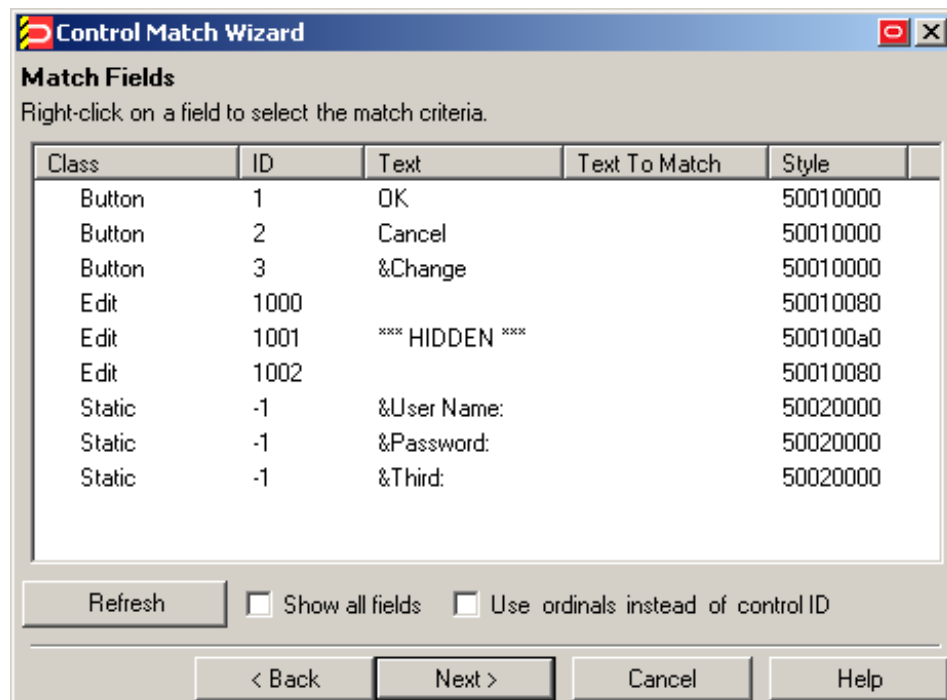 Control Match Wizard
Match Fields
Right-click on a field to select the match criteria.
Class ID Text Text To Match Style
Button 1 OK 50010000
Button 2 Cancel 50010000
Button 3 &Change 50010000
Edit 1000 50010080
Edit 1001 *** HIDDEN *** 500100a0
Edit 1002 50010080
Static -1 &User Name: 50020000
Static -1 &Password: 50020000
Static -1 &Third: 50020000
Refresh Show all fields Use ordinals instead of control ID
< Back Next > Cancel Help